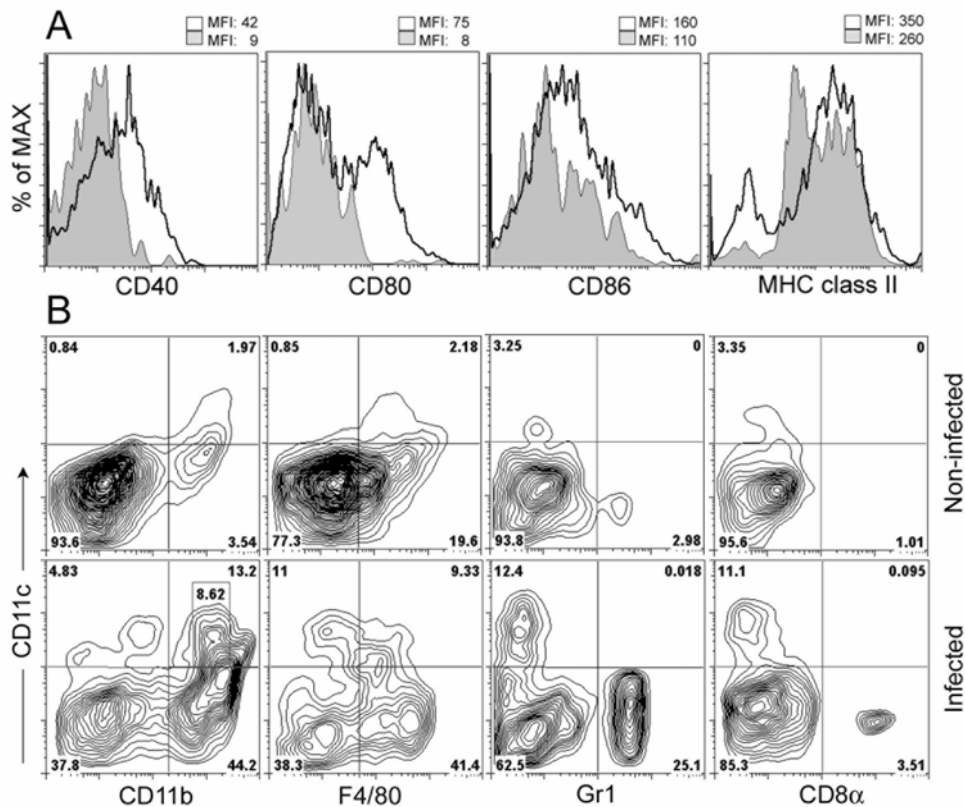 A
MFI: 42
MFI: 9
MFI: 75
MFI: 8
MFI: 160
MFI: 110
MFI: 350
MFI: 260
% of MAX
CD40
CD80
CD86
MHC class II
B
0.84 1.97
93.6 3.54
0.85 2.18
77.3 19.6
3.25 0
93.8 2.98
3.35 0
95.6 1.01
Non-infected
4.83 13.2
8.62
37.8 44.2
11 9.33
38.3 41.4
12.4 0.018
62.5 25.1
11.1 0.095
85.3 3.51
Infected
CD11c
CD11b
F4/80
Gr1
CD8α